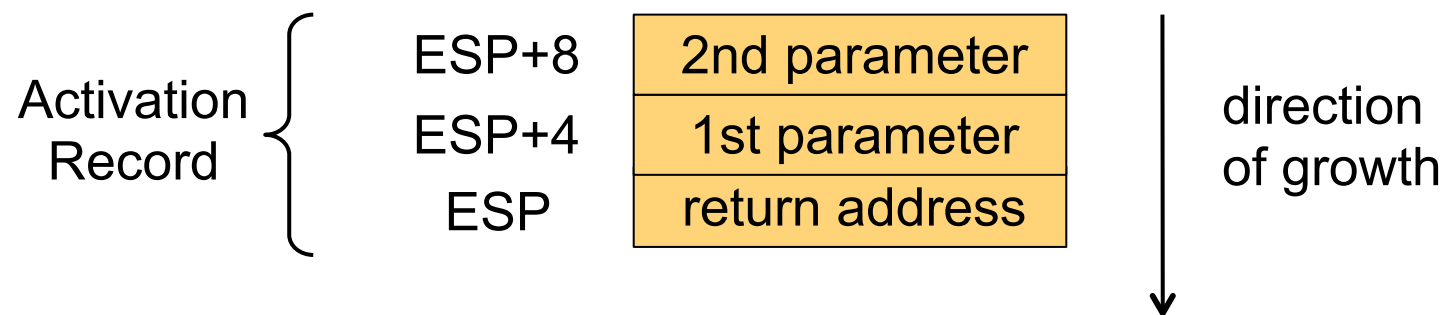 Activation
Record
ESP+8
2nd parameter
ESP+4
1st parameter
ESP
return address
direction
of growth